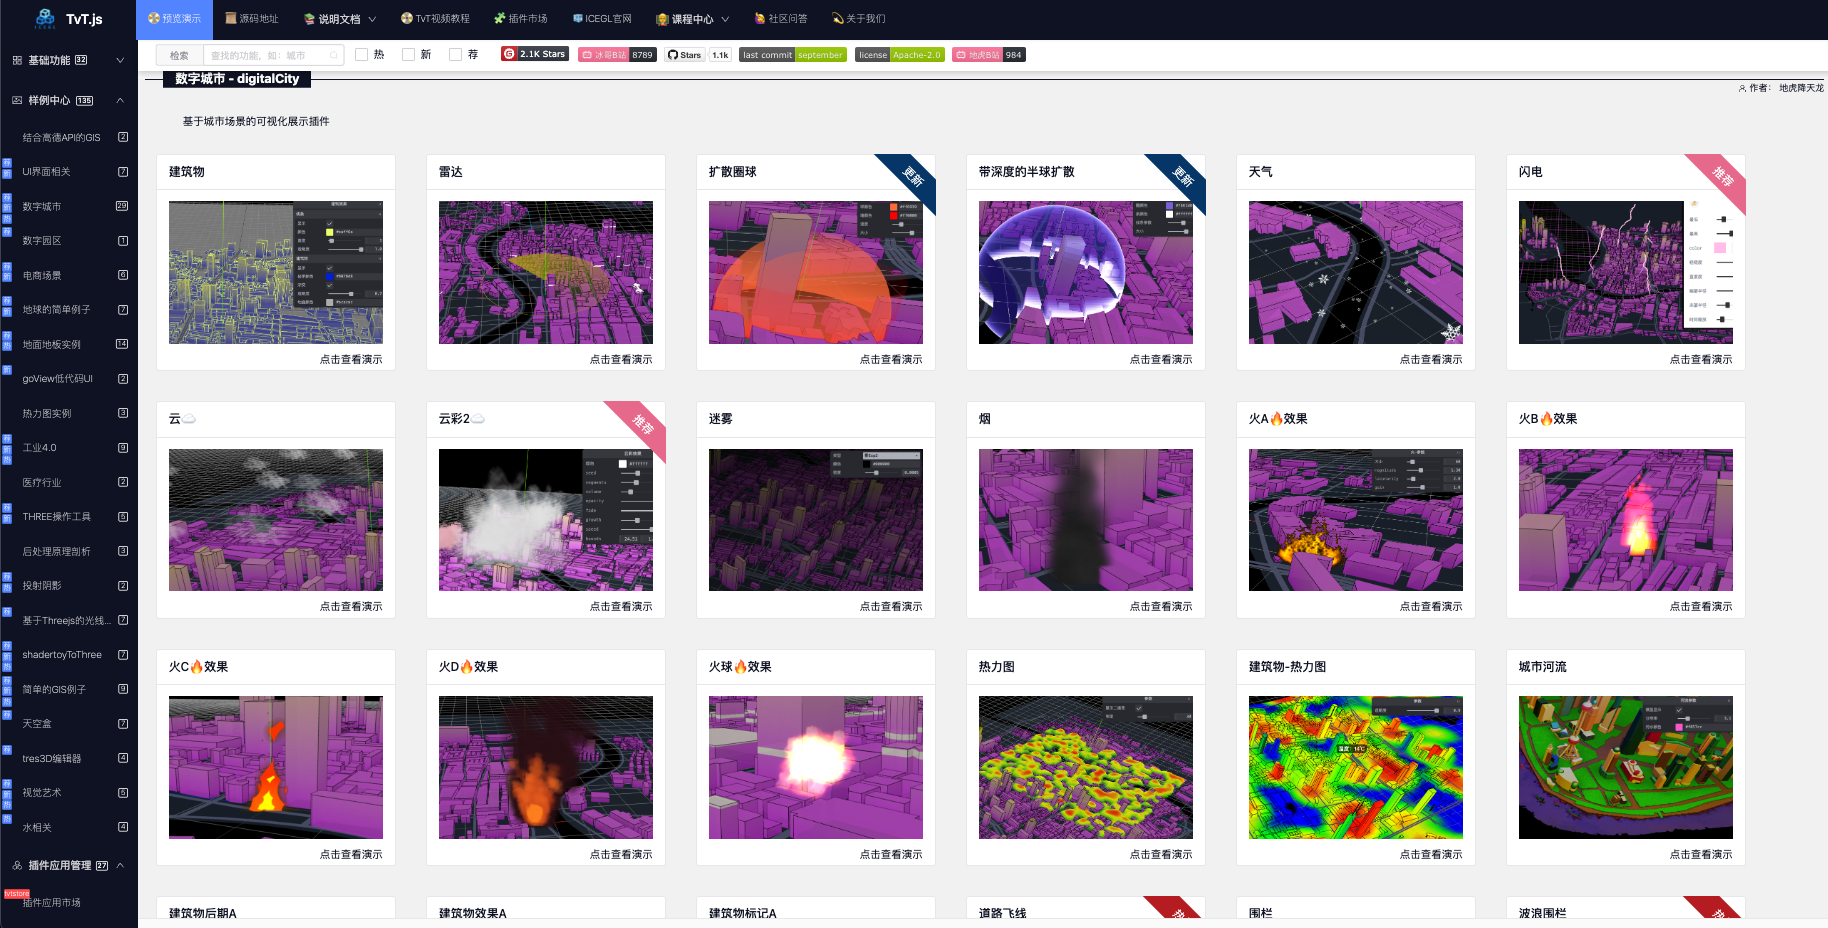 TvT.js
预览演示
源码地址
说明文档
TvT视频教程
插件市场
ICEGL官网
课程中心
社区问答
关于我们
检索
查找的功能，如：城市
热
新
荐
2.1K Stars
冰哥B站 8789
Stars 1.1k
last commit september
license Apache-2.0
地虎B站 984
基础功能 32
样例中心 135
结合高德API的GIS 2
UI界面相关 7
数字城市 29
数字园区 1
电商场景 6
地球的简单例子 7
地面地板实例 14
goView低代码UI 2
热力图实例 3
工业4.0 9
医疗行业 2
THREE操作工具 5
后处理原理剖析 3
投射阴影 2
基于Threejs的光线... 7
shadertoyToThree 7
简单的GIS例子 9
天空盒 7
tres3D编辑器 4
视觉艺术 5
水相关 4
插件应用管理 27
tvtstore
插件应用市场
数字城市 - digitalCity
作者： 地虎降天龙
基于城市场景的可视化展示插件
建筑物
点击查看演示
雷达
点击查看演示
扩散圈球
更新
点击查看演示
带深度的半球扩散
更新
点击查看演示
天气
点击查看演示
闪电
推荐
点击查看演示
云☁️
点击查看演示
云彩2☁️
推荐
点击查看演示
迷雾
点击查看演示
烟
点击查看演示
火A🔥效果
点击查看演示
火B🔥效果
点击查看演示
火C🔥效果
点击查看演示
火D🔥效果
点击查看演示
火球🔥效果
点击查看演示
热力图
点击查看演示
建筑物-热力图
温度：14℃
点击查看演示
城市河流
点击查看演示
建筑物后期A
建筑物效果A
建筑物标记A
道路飞线
热
围栏
波浪围栏
热